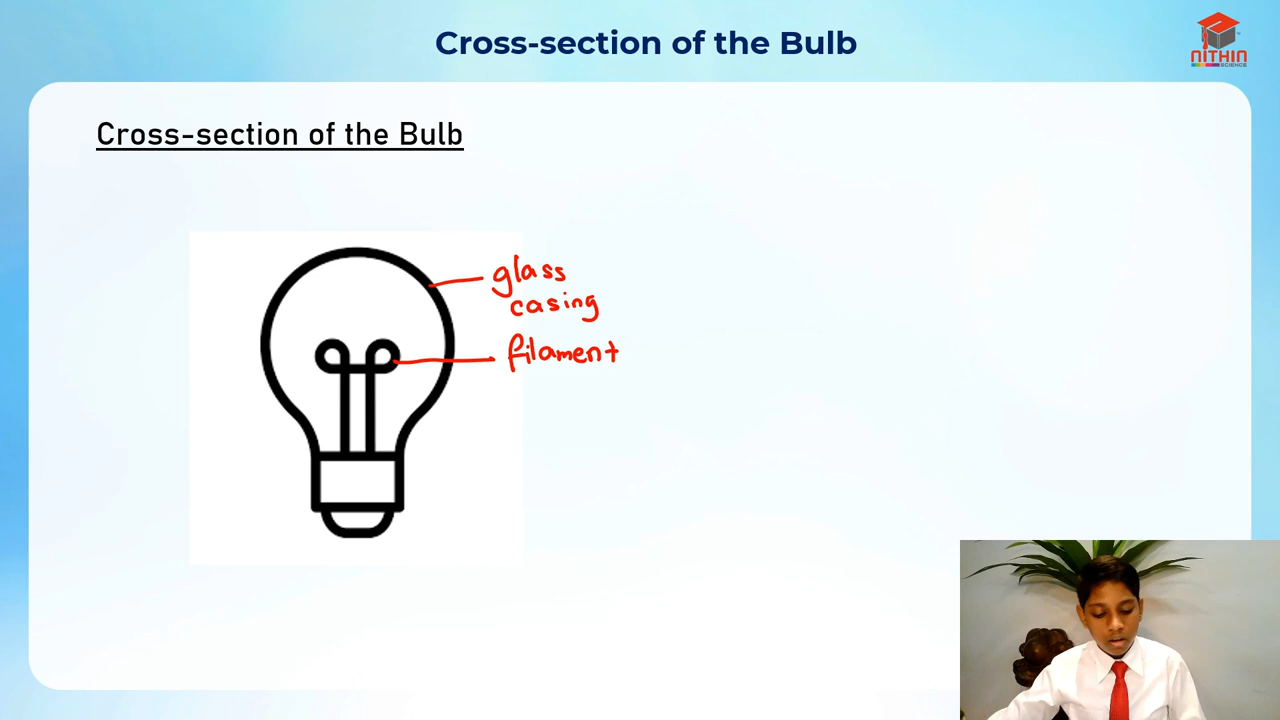 Cross-section of the Bulb
NITHIN
SCIENCE
Cross-section of the Bulb
glass
casing
filament